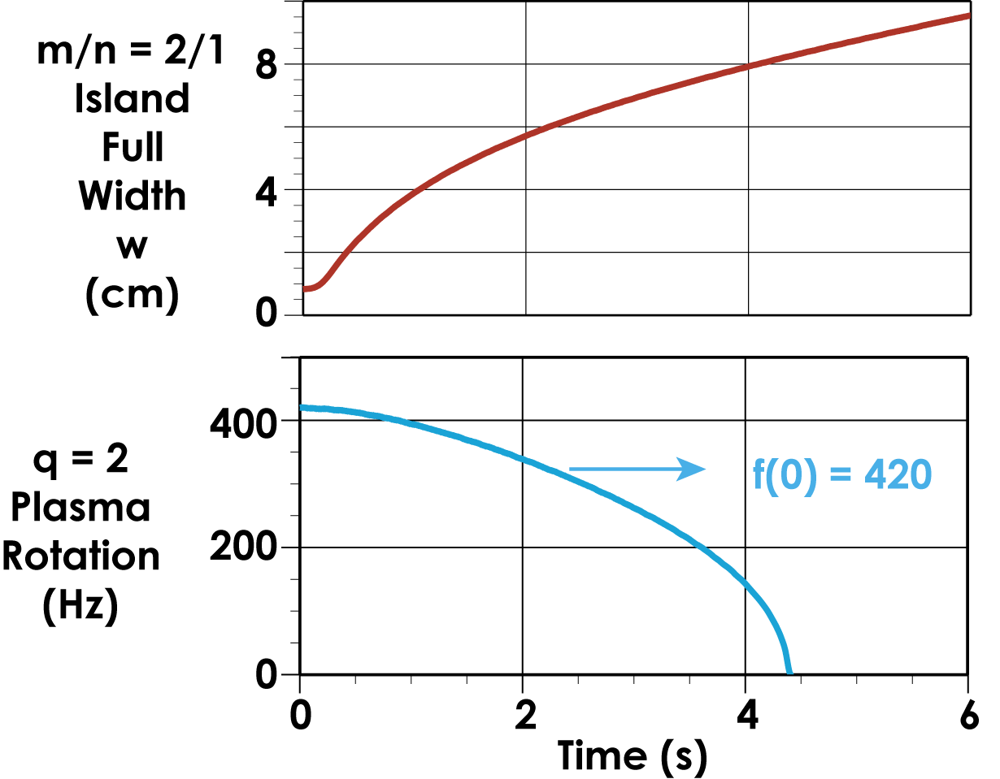 m/n = 2/1
Island
Full
Width
w
(cm)
8
4
0
q = 2
Plasma
Rotation
(Hz)
400
200
0
f(0) = 420
0 2 4 6
Time (s)